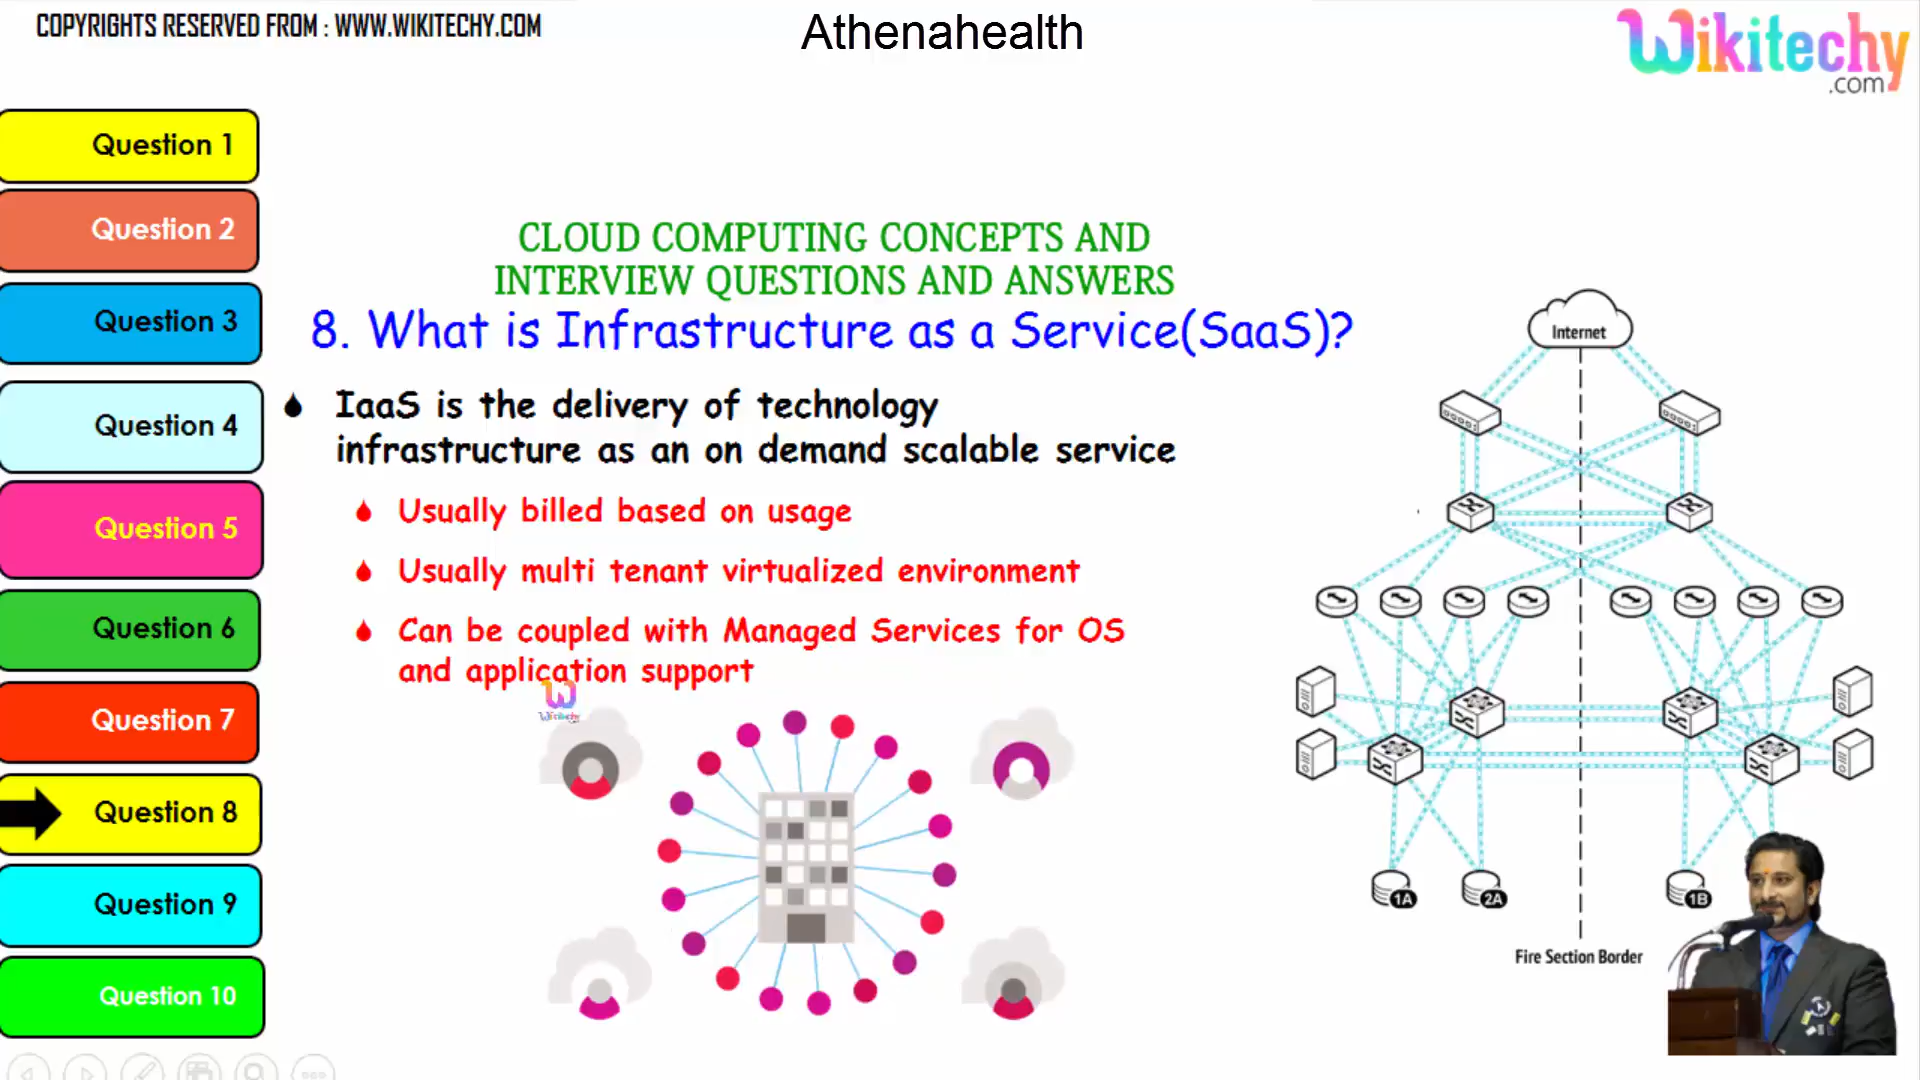 COPYRIGHTS RESERVED FROM : WWW.WIKITECHY.COM
Athenahealth
Wikitechy
.com
Question 1
Question 2
Question 3
Question 4
Question 5
Question 6
Question 7
Question 8
Question 9
Question 10
CLOUD COMPUTING CONCEPTS AND
INTERVIEW QUESTIONS AND ANSWERS
8. What is Infrastructure as a Service(SaaS)?
IaaS is the delivery of technology
infrastructure as an on demand scalable service
Usually billed based on usage
Usually multi tenant virtualized environment
Can be coupled with Managed Services for OS
and application support
W
Wikitechy
Internet
1A
2A
1B
Fire Section Border